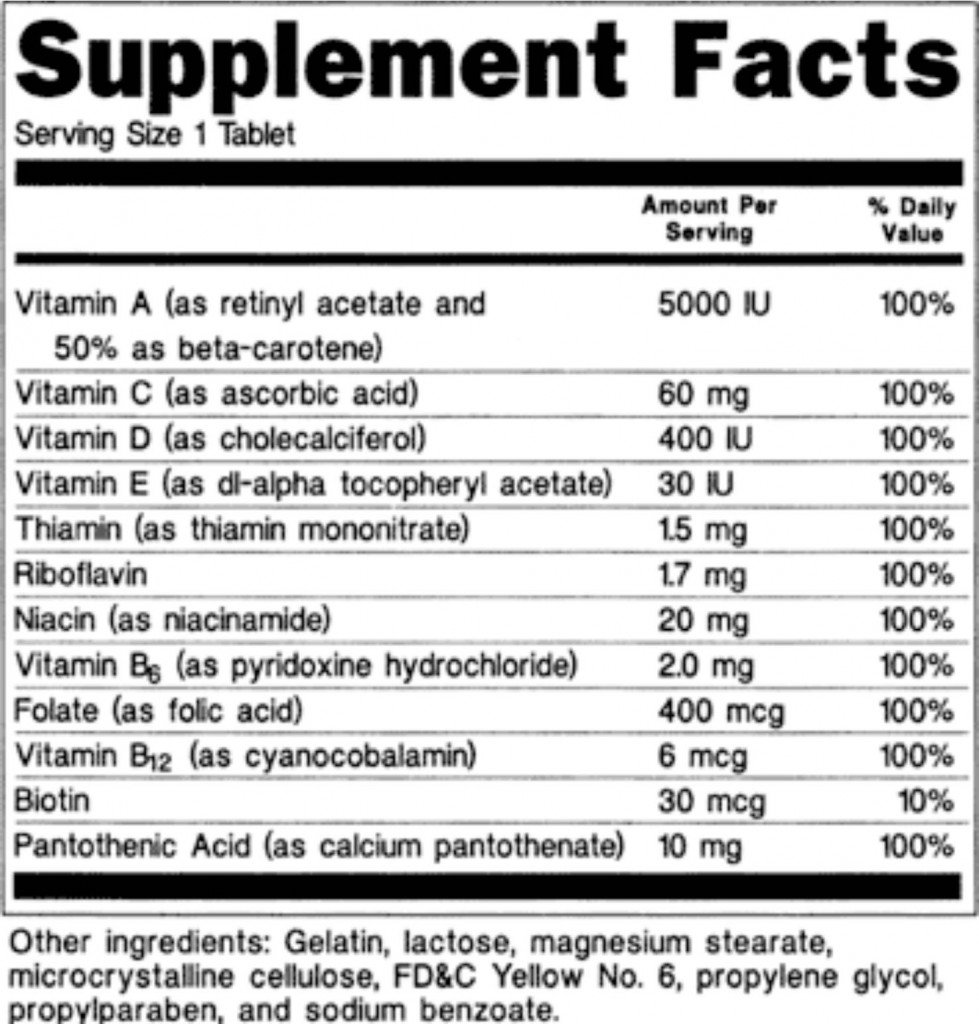 Supplement Facts
Serving Size 1 Tablet
Amount Per Serving % Daily Value
Vitamin A (as retinyl acetate and 5000 IU 100%
50% as beta-carotene)
Vitamin C (as ascorbic acid) 60 mg 100%
Vitamin D (as cholecalciferol) 400 IU 100%
Vitamin E (as dl-alpha tocopheryl acetate) 30 IU 100%
Thiamin (as thiamin mononitrate) 1.5 mg 100%
Riboflavin 1.7 mg 100%
Niacin (as niacinamide) 20 mg 100%
Vitamin B6 (as pyridoxine hydrochloride) 2.0 mg 100%
Folate (as folic acid) 400 mcg 100%
Vitamin B12 (as cyanocobalamin) 6 mcg 100%
Biotin 30 mcg 10%
Pantothenic Acid (as calcium pantothenate) 10 mg 100%
Other ingredients: Gelatin, lactose, magnesium stearate,
microcrystalline cellulose, FD&C Yellow No. 6, propylene glycol,
propylparaben, and sodium benzoate.